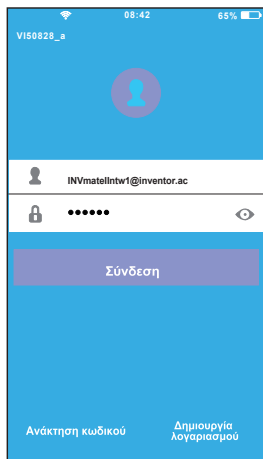 08:42
65%
VI50828_a
INVmatelIntw1@inventor.ac
••••••
Σύνδεση
Ανάκτηση κωδικού
Δημιουργία
λογαριασμού